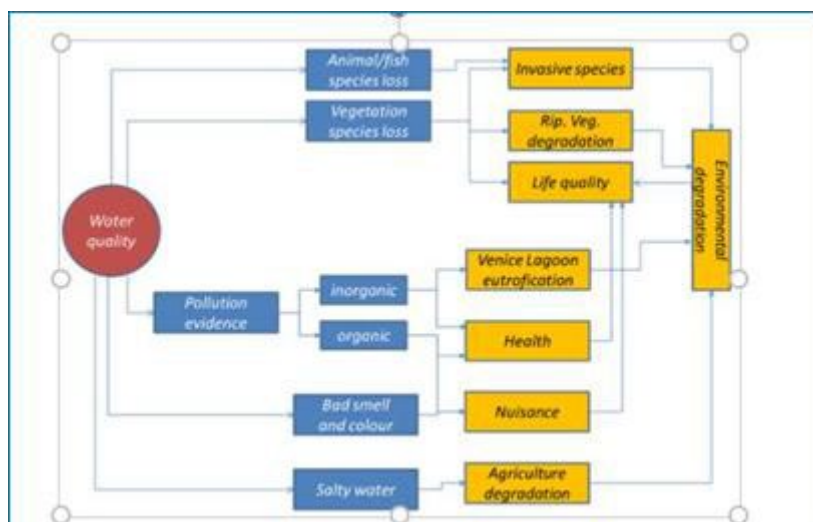 Animal/fish
species loss
Invasive species
Vegetation
species loss
Rip. Veg.
degradation
Life quality
Environmental
degradation
Water
quality
Venice Lagoon
eutrofication
inorganic
Pollution
evidence
organic
Health
Bad smell
and colour
Nuisance
Salty water
Agriculture
degradation